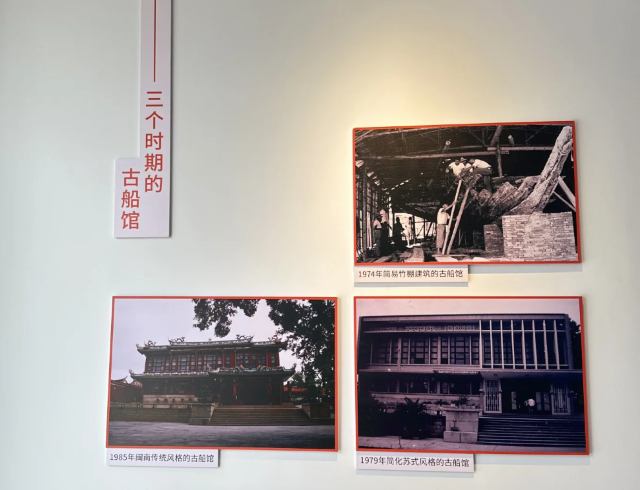 三个时期的
古船馆
1974年简易竹棚建筑的古船馆
1985年闽南传统风格的古船馆
1979年简化苏式风格的古船馆